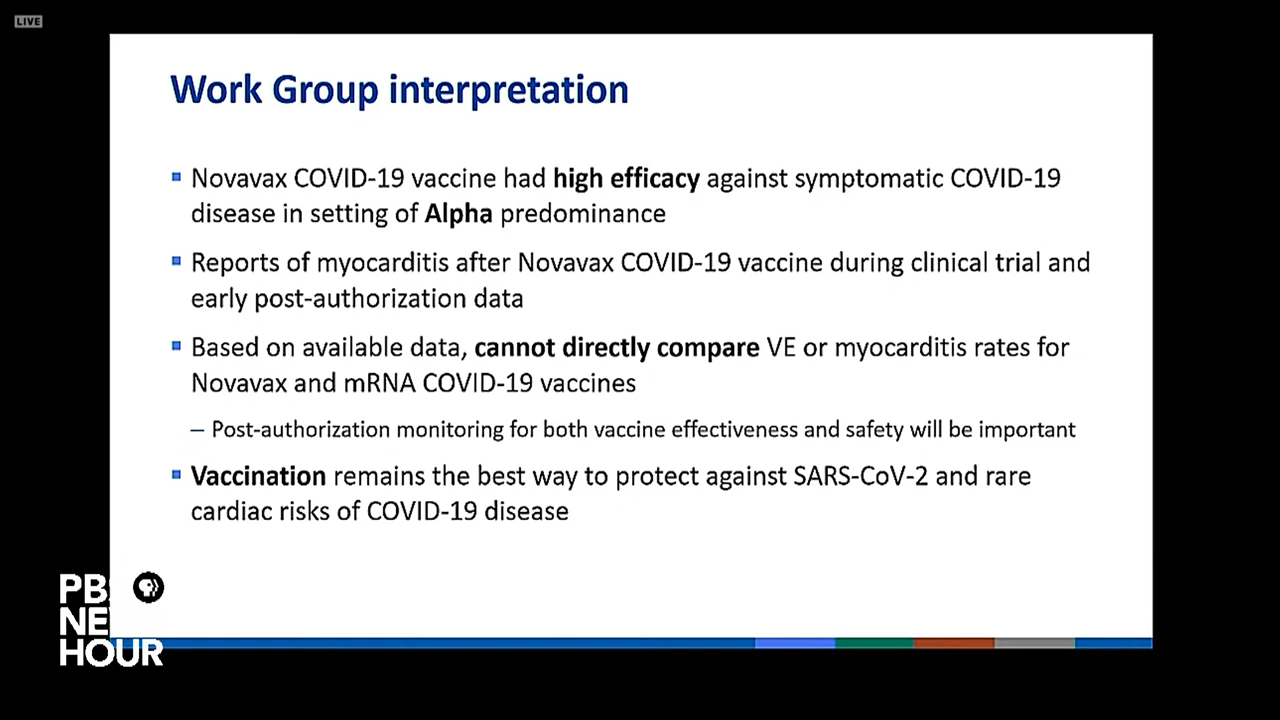 LIVE
Work Group interpretation
Novavax COVID-19 vaccine had high efficacy against symptomatic COVID-19
disease in setting of Alpha predominance
Reports of myocarditis after Novavax COVID-19 vaccine during clinical trial and
early post-authorization data
Based on available data, cannot directly compare VE or myocarditis rates for
Novavax and mRNA COVID-19 vaccines
– Post-authorization monitoring for both vaccine effectiveness and safety will be important
Vaccination remains the best way to protect against SARS-CoV-2 and rare
cardiac risks of COVID-19 disease
PB
NE
HOUR